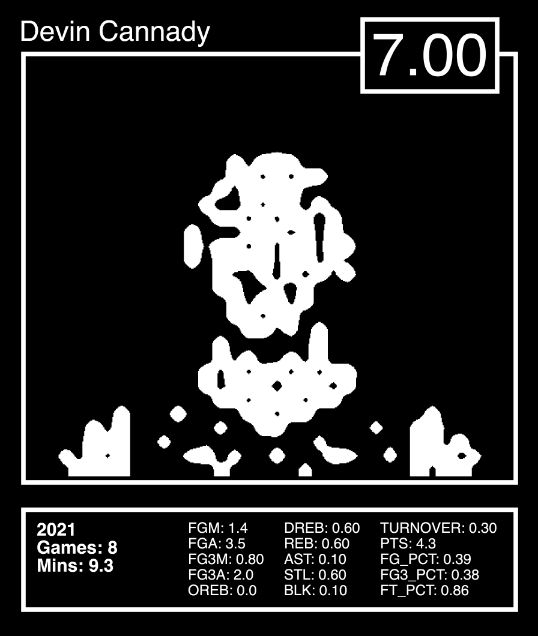 Devin Cannady
7.00
2021
Games: 8
Mins: 9.3
FGM: 1.4
FGA: 3.5
FG3M: 0.80
FG3A: 2.0
OREB: 0.0
DREB: 0.60
REB: 0.60
AST: 0.10
STL: 0.60
BLK: 0.10
TURNOVER: 0.30
PTS: 4.3
FG_PCT: 0.39
FG3_PCT: 0.38
FT_PCT: 0.86